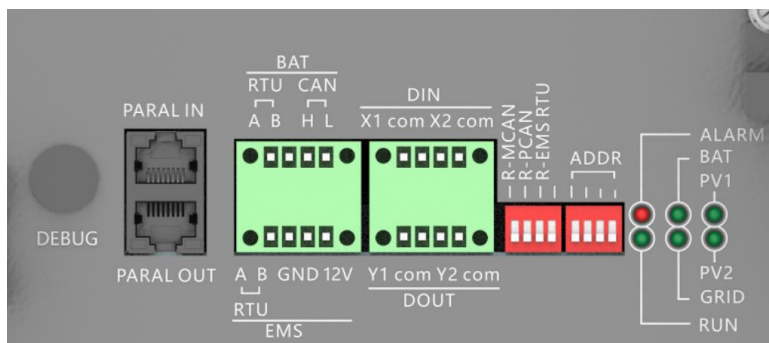 BAT
RTU CAN
A B H L
PARAL IN
DIN
X1 com X2 com
R-MCAN
R-PCAN
R-EMS RTU
ADDR
ALARM
BAT
PV1
DEBUG
PARAL OUT
A B GND 12V
RTU
EMS
Y1 com Y2 com
DOUT
PV2
GRID
RUN